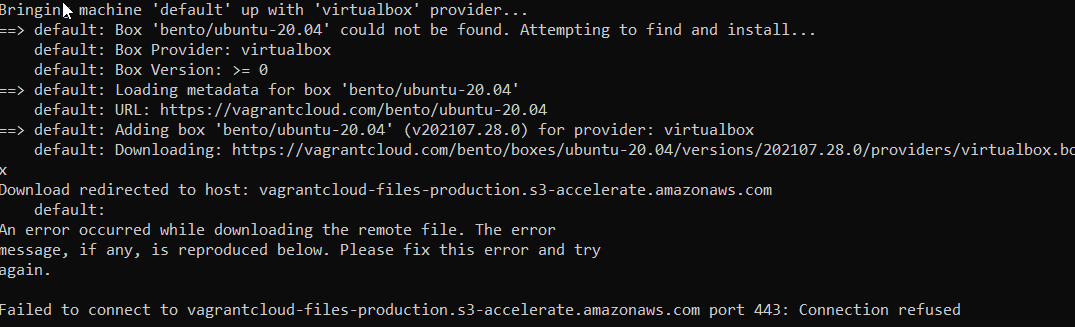 Bringin machine 'default' up with 'virtualbox' provider...
==> default: Box 'bento/ubuntu-20.04' could not be found. Attempting to find and install...
default: Box Provider: virtualbox
default: Box Version: >= 0
==> default: Loading metadata for box 'bento/ubuntu-20.04'
default: URL: https://vagrantcloud.com/bento/ubuntu-20.04
==> default: Adding box 'bento/ubuntu-20.04' (v202107.28.0) for provider: virtualbox
default: Downloading: https://vagrantcloud.com/bento/boxes/ubuntu-20.04/versions/202107.28.0/providers/virtualbox.bo
x
Download redirected to host: vagrantcloud-files-production.s3-accelerate.amazonaws.com
default:
An error occurred while downloading the remote file. The error
message, if any, is reproduced below. Please fix this error and try
again.
Failed to connect to vagrantcloud-files-production.s3-accelerate.amazonaws.com port 443: Connection refused